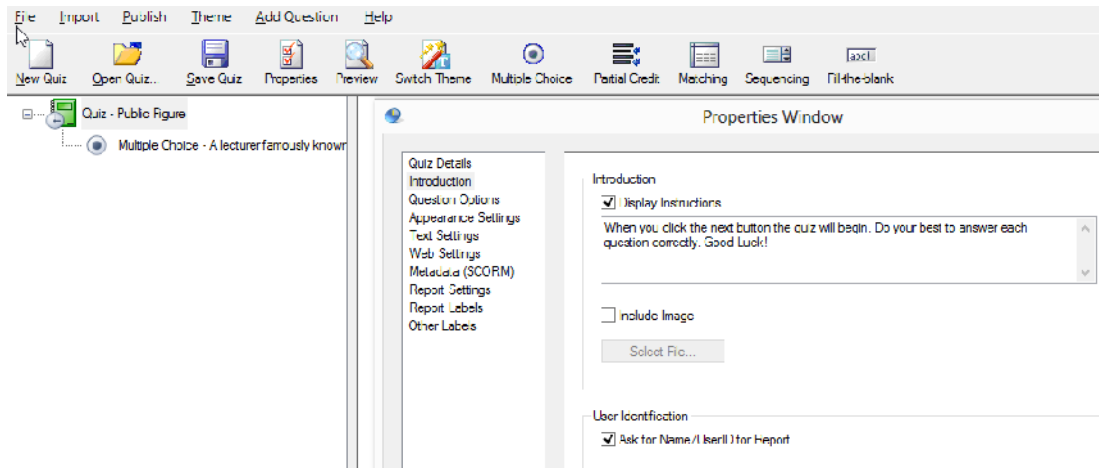 File Import Publish Theme Add Question Help
New Quiz Open Quiz... Save Quiz Properties Preview Switch Theme Multiple Choice Partial Credit Matching Sequencing Fill-the-blank
Quiz - Public Figure
Multiple Choice - A lecturer famously known
Properties Window
Quiz Details
Introduction
Question Options
Appearance Settings
Text Settings
Web Settings
Metadata (SCORM)
Report Settings
Report Labels
Other Labels
Introduction
Display Instructions
When you click the next button the quiz will begin. Do your best to answer each
question correctly. Good Luck!
Include Image
Select File...
User Identification
Ask for Name/UserID for Report